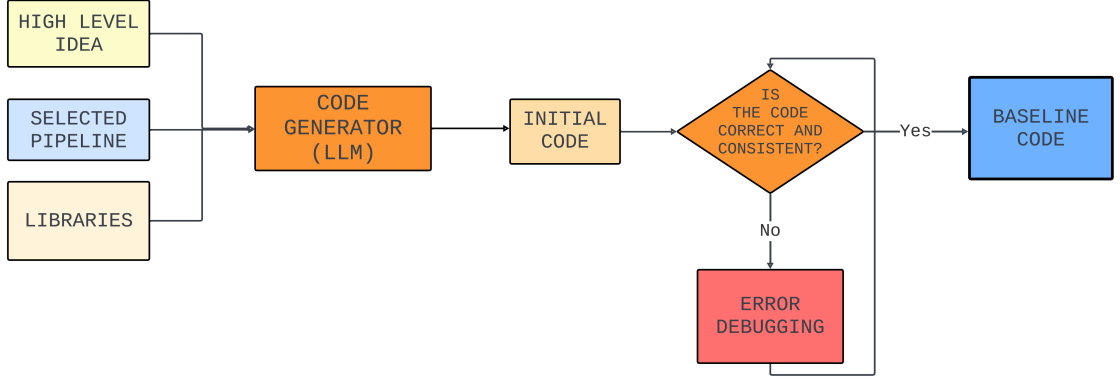 HIGH LEVEL
IDEA
SELECTED
PIPELINE
LIBRARIES
CODE
GENERATOR
(LLM)
INITIAL
CODE
IS
THE CODE
CORRECT AND
CONSISTENT?
Yes
BASELINE
CODE
No
ERROR
DEBUGGING